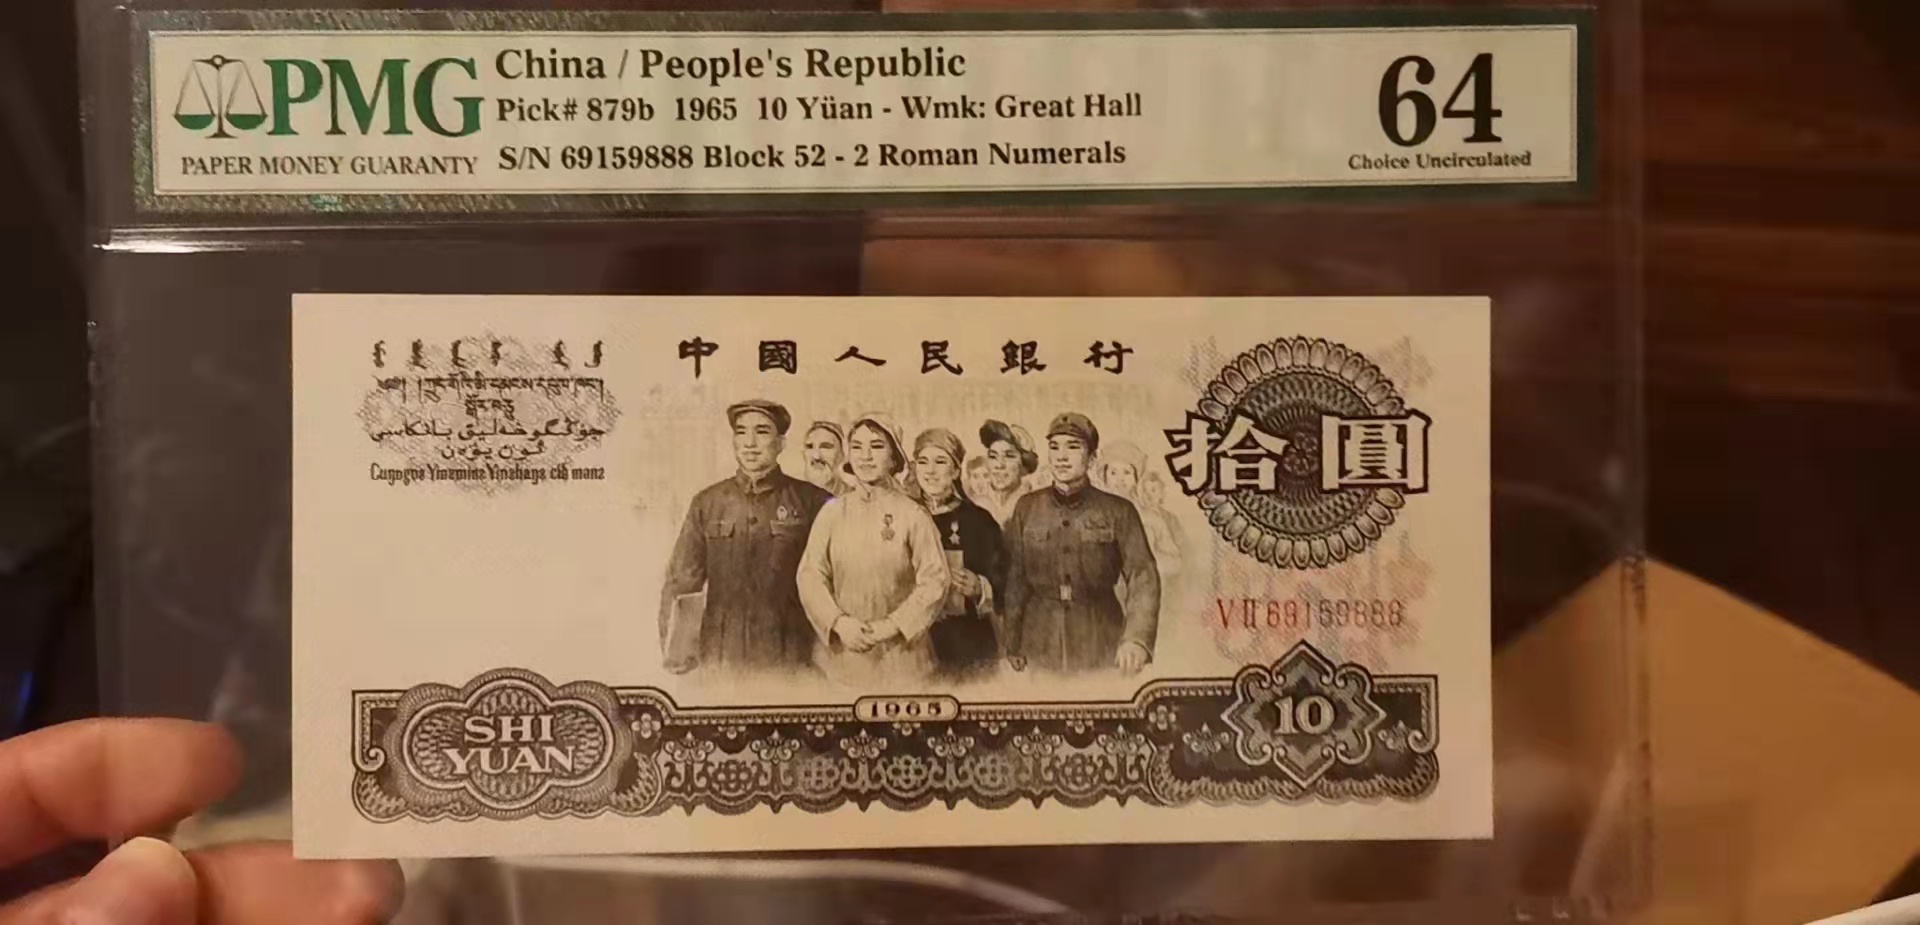 PMG
PAPER MONEY GUARANTY
China / People's Republic
Pick# 879b 1965 10 Yüan - Wmk: Great Hall
S/N 69159888 Block 52 - 2 Roman Numerals
64
Choice Uncirculated
中國人民銀行
拾圓
VII 69159888
1965
SHI
YUAN
10